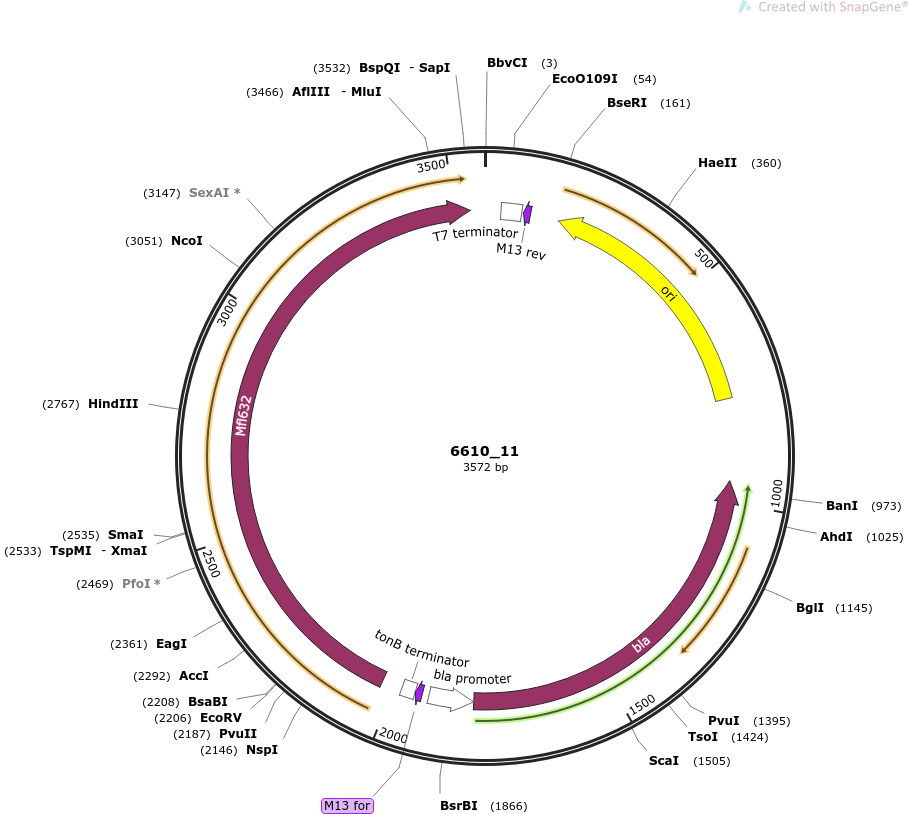 Created with SnapGene®
(3532) BspQI - SapI
BbvCI (3)
EcoO109I (54)
(3466) AflIII - MluI
BseRI (161)
HaeII (360)
(3147) SexAI *
(3051) NcoI
(2767) HindIII
(2535) SmaI
(2533) TspMI - XmaI
(2469) PfoI *
(2361) EagI
(2292) AccI
(2208) BsaBI
(2206) EcoRV
(2187) PvuII
(2146) NspI
M13 for
BsrBI (1866)
ScaI (1505)
TsoI (1424)
PvuI (1395)
BglI (1145)
AhdI (1025)
BanI (973)
500
1000
1500
2000
2500
3000
3500
T7 terminator
M13 rev
ori
Mfl632
6610_11
3572 bp
tonB terminator
bla promoter
bla